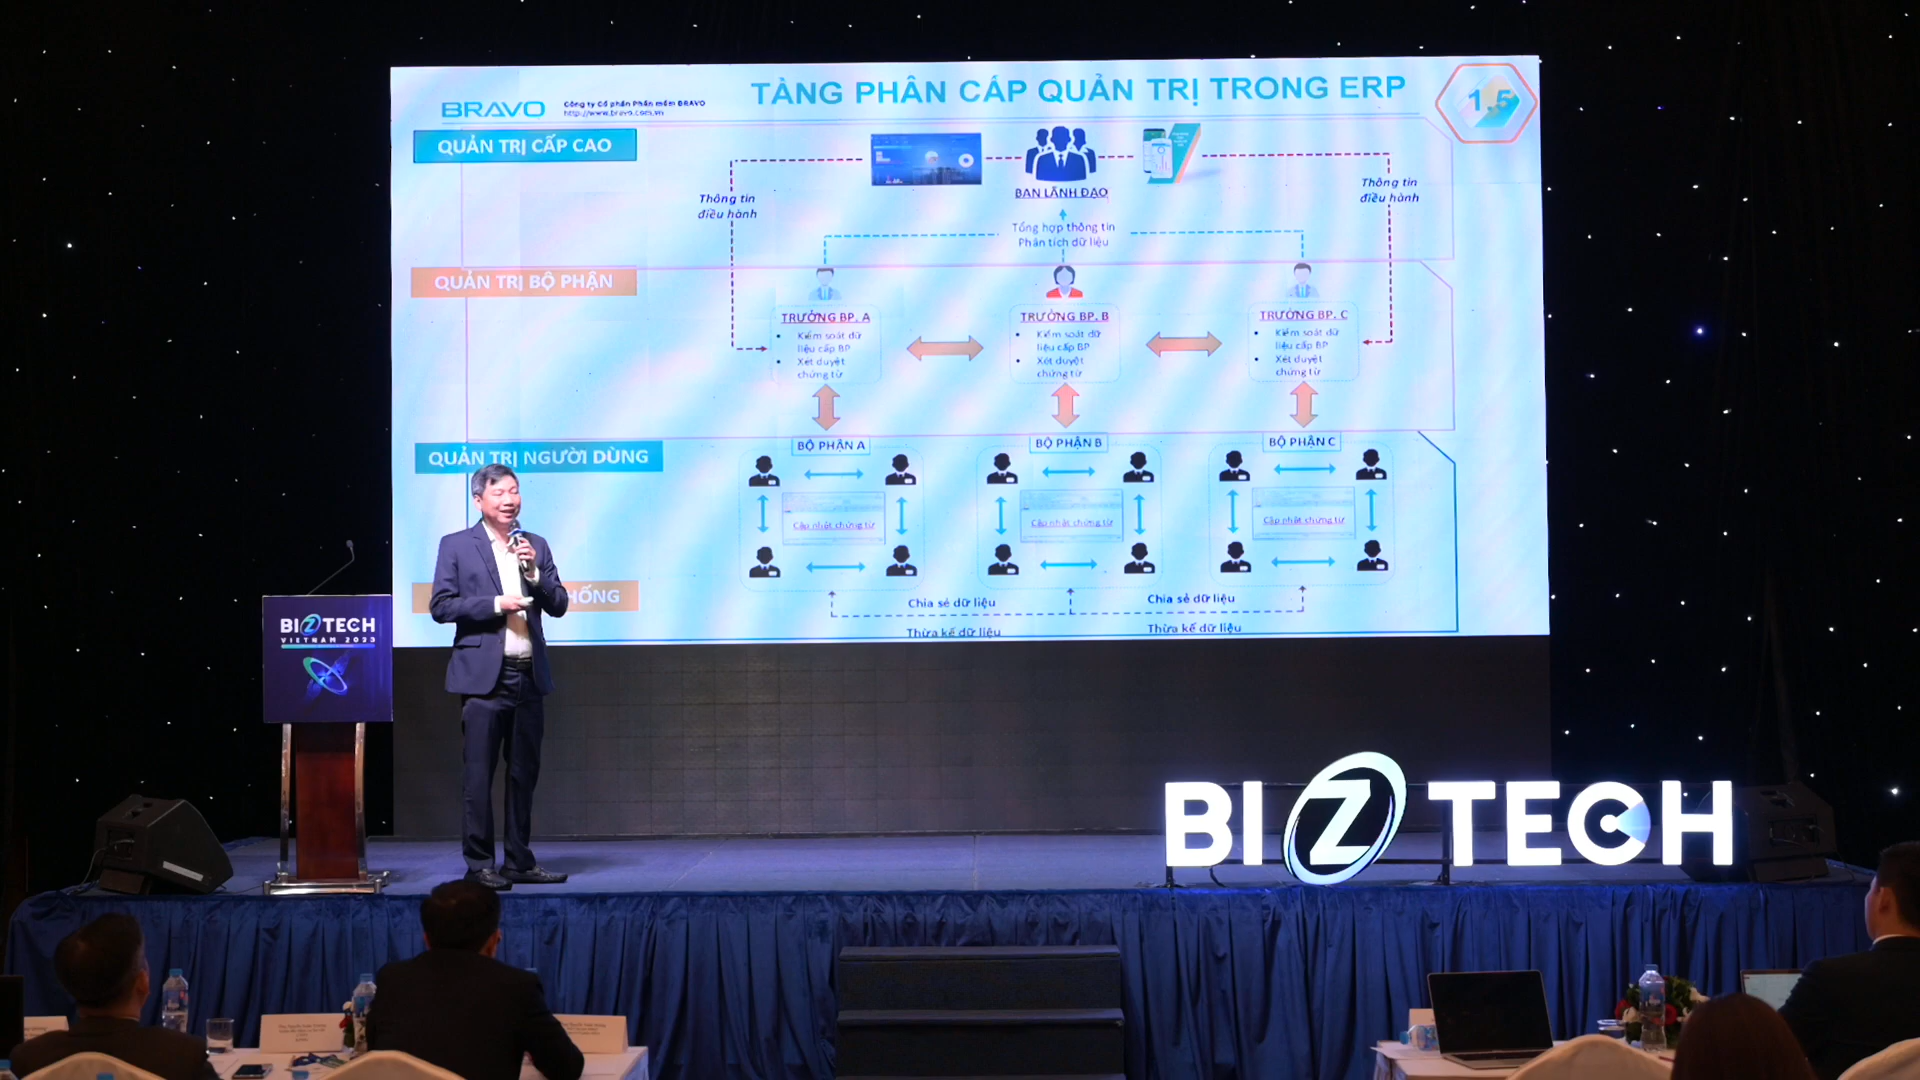 BRAVO
Công ty Cổ phần Phần mềm BRAVO
http://www.bravo.com.vn
TẦNG PHÂN CẤP QUẢN TRỊ TRONG ERP
1.5
QUẢN TRỊ CẤP CAO
Thông tin
điều hành
BAN LÃNH ĐẠO
Thông tin
điều hành
Tổng hợp thông tin
Phân tích dữ liệu
QUẢN TRỊ BỘ PHẬN
TRƯỞNG BP. A
• Kiểm soát dữ
liệu cấp BP
• Xét duyệt
chứng từ
TRƯỞNG BP. B
• Kiểm soát dữ
liệu cấp BP
• Xét duyệt
chứng từ
TRƯỞNG BP. C
• Kiểm soát dữ
liệu cấp BP
• Xét duyệt
chứng từ
QUẢN TRỊ NGƯỜI DÙNG
BỘ PHẬN A
BỘ PHẬN B
BỘ PHẬN C
Cập nhật chứng từ
Cập nhật chứng từ
Cập nhật chứng từ
HỐNG
Chia sẻ dữ liệu
Chia sẻ dữ liệu
Thừa kế dữ liệu
Thừa kế dữ liệu
BIZTECH
VIETNAM 2023
BIZTECH